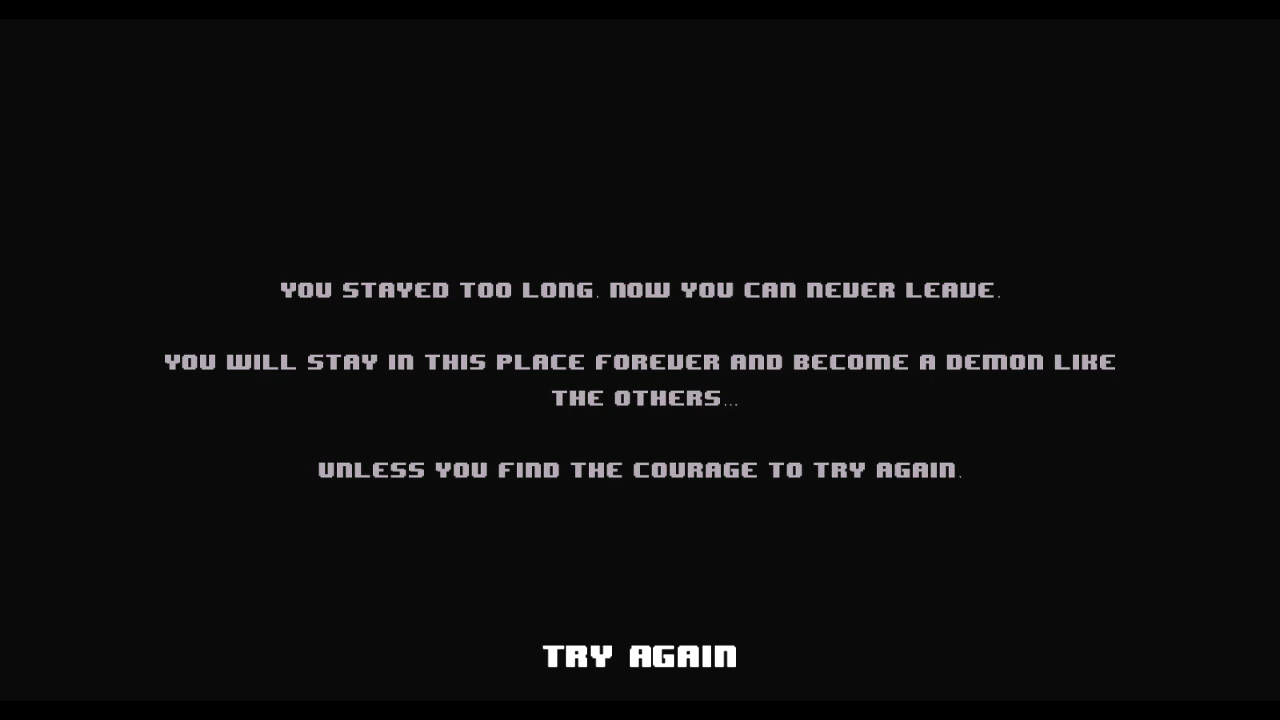 YOU STAYED TOO LONG. NOW YOU CAN NEVER LEAVE.
YOU WILL STAY IN THIS PLACE FOREVER AND BECOME A DEMON LIKE
THE OTHERS...
UNLESS YOU FIND THE COURAGE TO TRY AGAIN.
TRY AGAIN